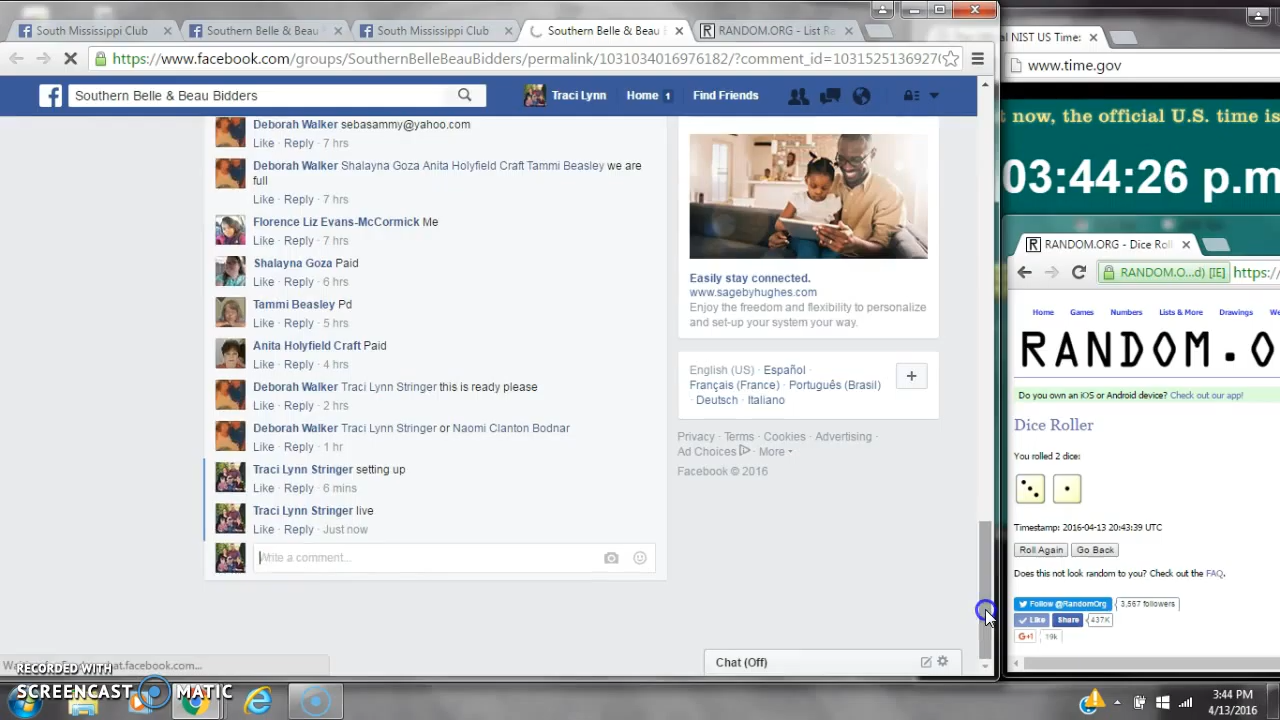 South Mississippi Club
Southern Belle & Beau
South Mississippi Club
Southern Belle & Beau
RANDOM.ORG - List Ra
https://www.facebook.com/groups/SouthernBelleBeauBidders/permalink/1031034016976182/?comment_id=1031525136927
Southern Belle & Beau Bidders
Traci Lynn
Home 1
Find Friends
Deborah Walker sebasammy@yahoo.com
Like · Reply · 7 hrs
Deborah Walker Shalayna Goza Anita Holyfield Craft Tammi Beasley we are
full
Like · Reply · 7 hrs
Florence Liz Evans-McCormick Me
Like · Reply · 7 hrs
Shalayna Goza Paid
Like · Reply · 6 hrs
Tammi Beasley Pd
Like · Reply · 5 hrs
Anita Holyfield Craft Paid
Like · Reply · 4 hrs
Deborah Walker Traci Lynn Stringer this is ready please
Like · Reply · 2 hrs
Deborah Walker Traci Lynn Stringer or Naomi Clanton Bodnar
Like · Reply · 1 hr
Traci Lynn Stringer setting up
Like · Reply · 6 mins
Traci Lynn Stringer live
Like · Reply · Just now
Write a comment...
Easily stay connected.
www.sagebyhughes.com
Enjoy the freedom and flexibility to personalize
and set-up your system your way.
English (US) · Español ·
Français (France) · Português (Brasil)
· Deutsch · Italiano
Privacy · Terms · Cookies · Advertising ·
Ad Choices · More
Facebook © 2016
Chat (Off)
RECORDED WITH
SCREENCAST MATIC
al NIST US Time:
www.time.gov
t now, the official U.S. time is
03:44:26 p.m
RANDOM.ORG - Dice Roll
RANDOM.O...d) [IE]
https:/
Home Games Numbers Lists & More Drawings We
RANDOM.O
Do you own an iOS or Android device? Check out our app!
Dice Roller
You rolled 2 dice:
Timestamp: 2016-04-13 20:43:39 UTC
Roll Again Go Back
Does this not look random to you? Check out the FAQ.
Follow @RandomOrg 3,567 followers
Like Share 437K
G+1 19k
3:44 PM
4/13/2016